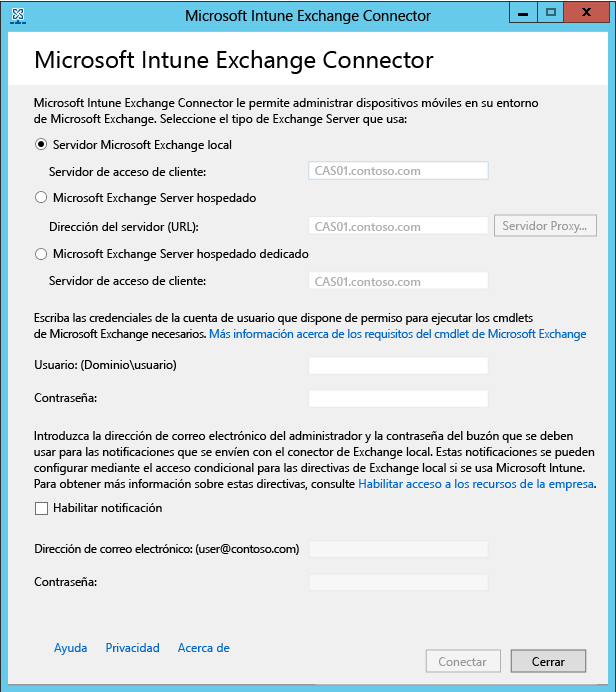 Microsoft Intune Exchange Connector
Microsoft Intune Exchange Connector
Microsoft Intune Exchange Connector le permite administrar dispositivos móviles en su entorno
de Microsoft Exchange. Seleccione el tipo de Exchange Server que usa:
Servidor Microsoft Exchange local
Servidor de acceso de cliente: CAS01.contoso.com
Microsoft Exchange Server hospedado
Dirección del servidor (URL): CAS01.contoso.com Servidor Proxy...
Microsoft Exchange Server hospedado dedicado
Servidor de acceso de cliente: CAS01.contoso.com
Escriba las credenciales de la cuenta de usuario que dispone de permiso para ejecutar los cmdlets
de Microsoft Exchange necesarios. Más información acerca de los requisitos del cmdlet de Microsoft Exchange
Usuario: (Dominio\usuario)
Contraseña:
Introduzca la dirección de correo electrónico del administrador y la contraseña del buzón que se deben
usar para las notificaciones que se envíen con el conector de Exchange local. Estas notificaciones se pueden
configurar mediante el acceso condicional para las directivas de Exchange local si se usa Microsoft Intune.
Para obtener más información sobre estas directivas, consulte Habilitar acceso a los recursos de la empresa.
Habilitar notificación
Dirección de correo electrónico: (user@contoso.com)
Contraseña:
Ayuda Privacidad Acerca de
Conectar Cerrar